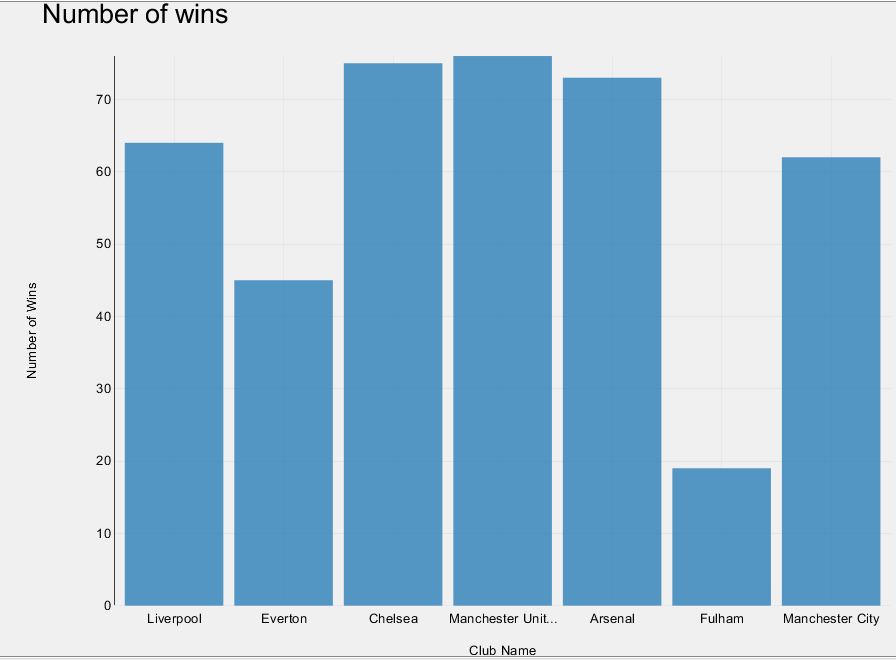 Number of wins
Number of Wins
70
60
50
40
30
20
10
0
Liverpool Everton Chelsea Manchester Unit... Arsenal Fulham Manchester City
Club Name